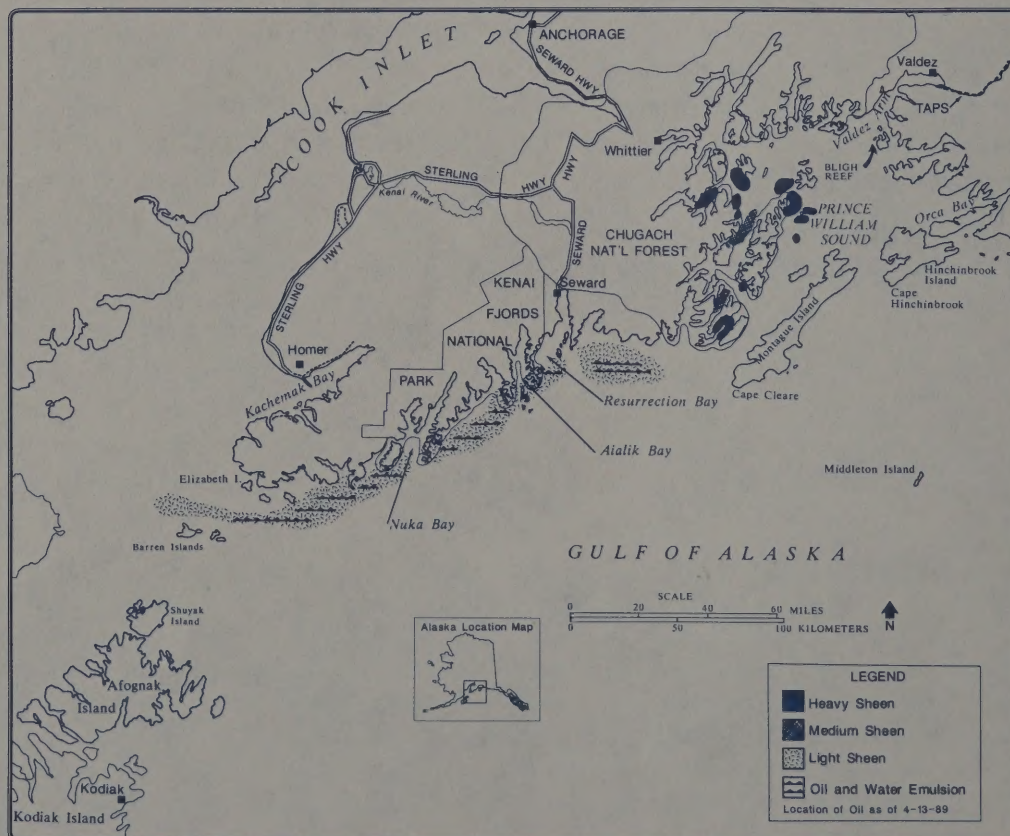 COOK INLET
ANCHORAGE
SEWARD HWY
Valdez
TAPS
Valdez Arm
BLIGH
REEF
Whittier
STERLING
HWY
HWY
Kenai River
PRINCE
WILLIAM
SOUND
Orca Bay
CHUGACH
NAT'L FOREST
SEWARD
Hinchinbrook
Island
Cape
Hinchinbrook
STERLING
HWY
KENAI
Seward
FJORDS
NATIONAL
PARK
Montague Island
Homer
Kachemak Bay
Cape Cleare
Resurrection Bay
Aialik Bay
Middleton Island
Elizabeth I.
Nuka Bay
Barren Islands
GULF OF ALASKA
SCALE
0 20 40 60 MILES
0 50 100 KILOMETERS
N
Shuyak
Island
Afognak
Island
Kodiak
Kodiak Island
Alaska Location Map
LEGEND
Heavy Sheen
Medium Sheen
Light Sheen
Oil and Water Emulsion
Location of Oil as of 4-13-89